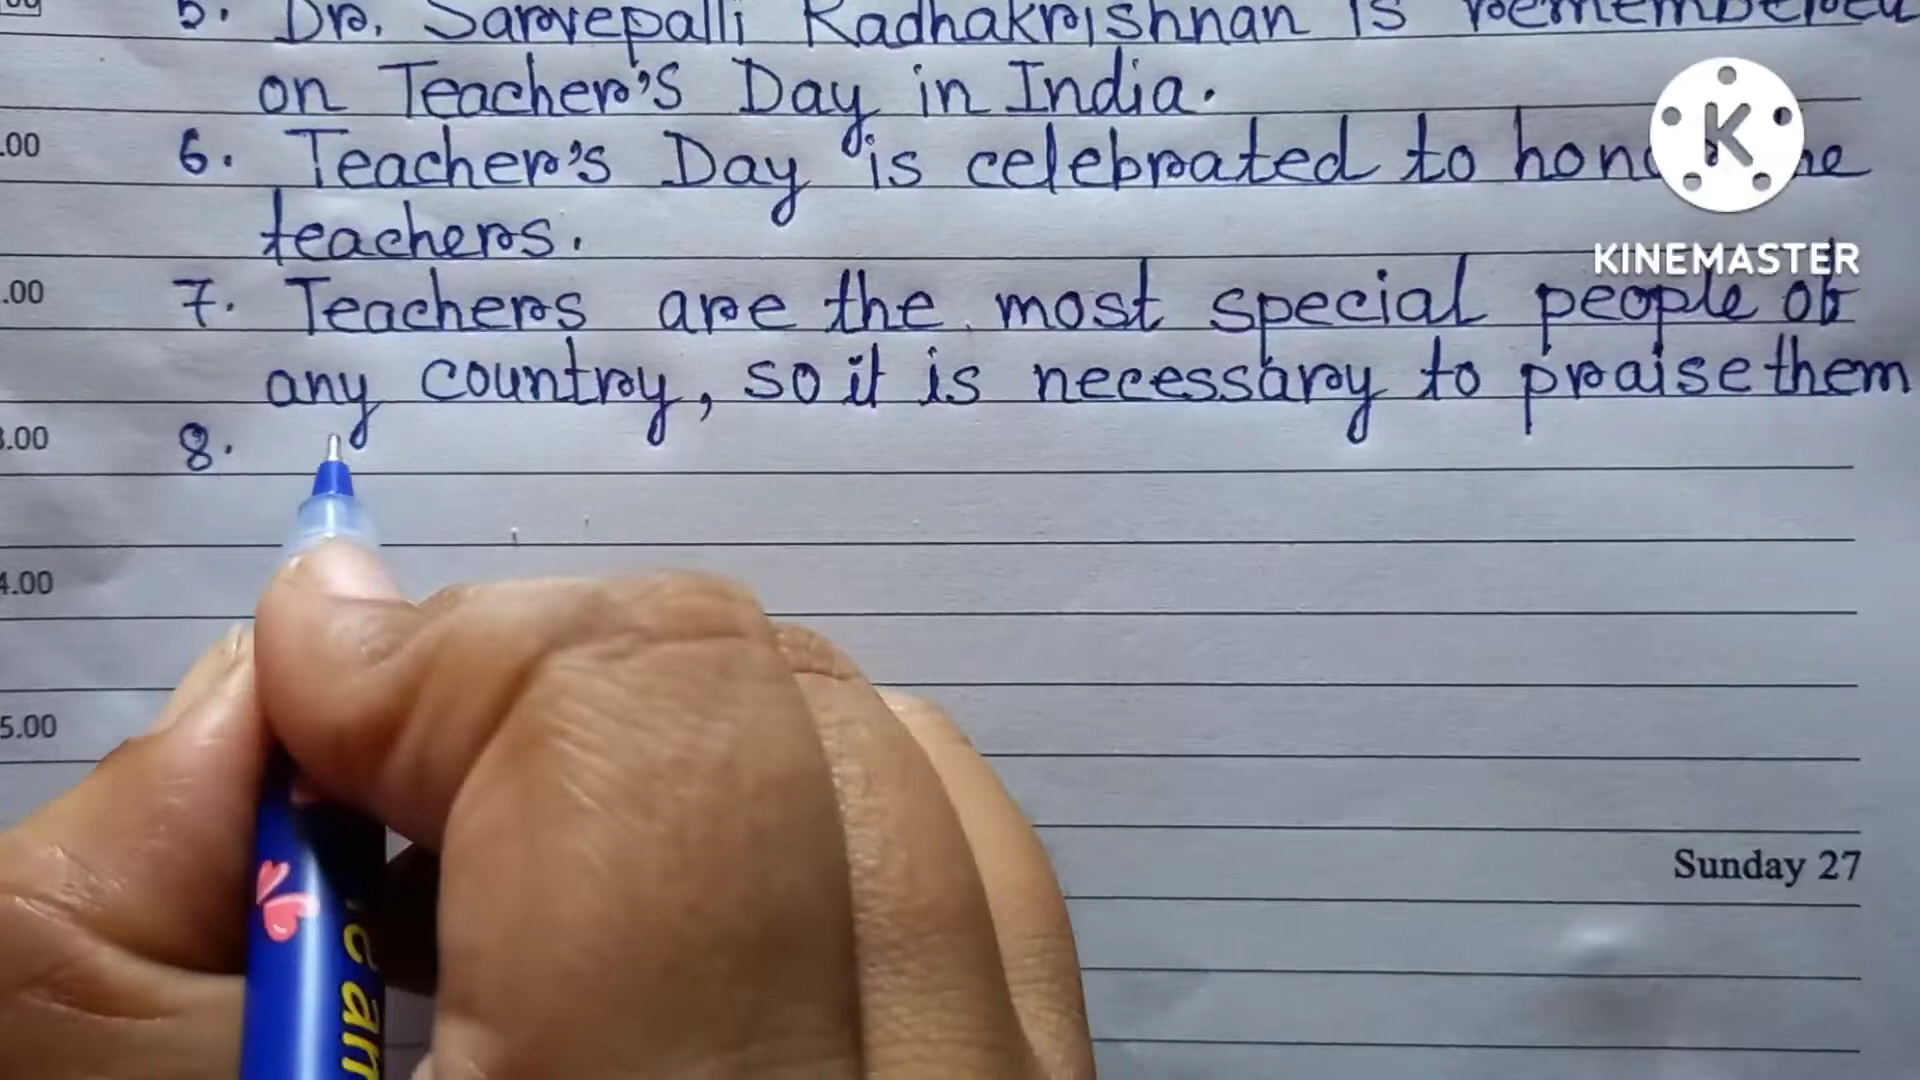 5. Dr. Sarvepalli Radhakrishnan is remembered
on Teacher's Day in India.
.00
6. Teacher's Day is celebrated to
K
KINEMASTER
teachers.
.00
7. Teachers are the most special people of
any country, so it is necessary to praise them
3.00
8.
4.00
5.00
Sunday 27